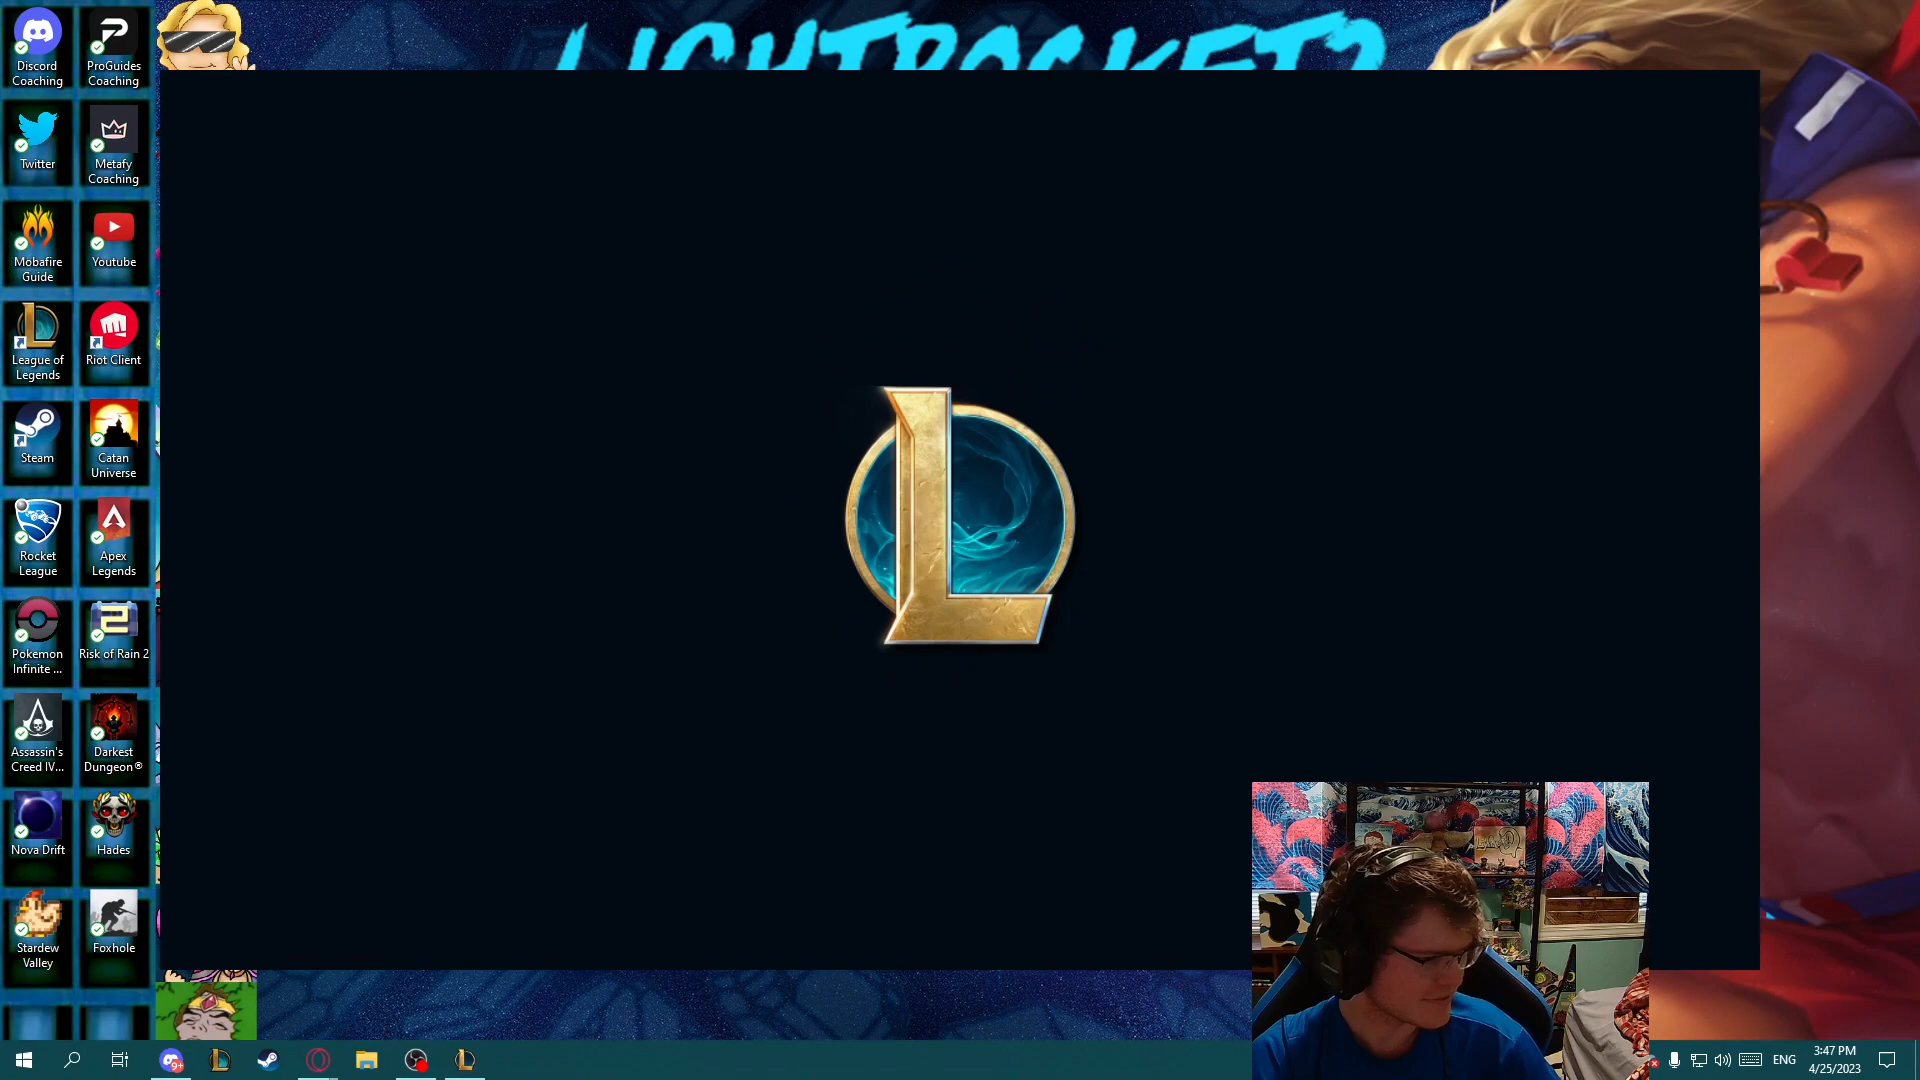 LIGHTROCKET2
Discord
Coaching
ProGuides
Coaching
Twitter
Metafy
Coaching
Mobafire
Guide
Youtube
League of
Legends
Riot Client
Steam
Catan
Universe
Rocket
League
Apex
Legends
Pokemon
Infinite ...
Risk of Rain 2
Assassin's
Creed IV...
Darkest
Dungeon®
Nova Drift
Hades
Stardew
Valley
Foxhole
9+
ENG
3:47 PM
4/25/2023